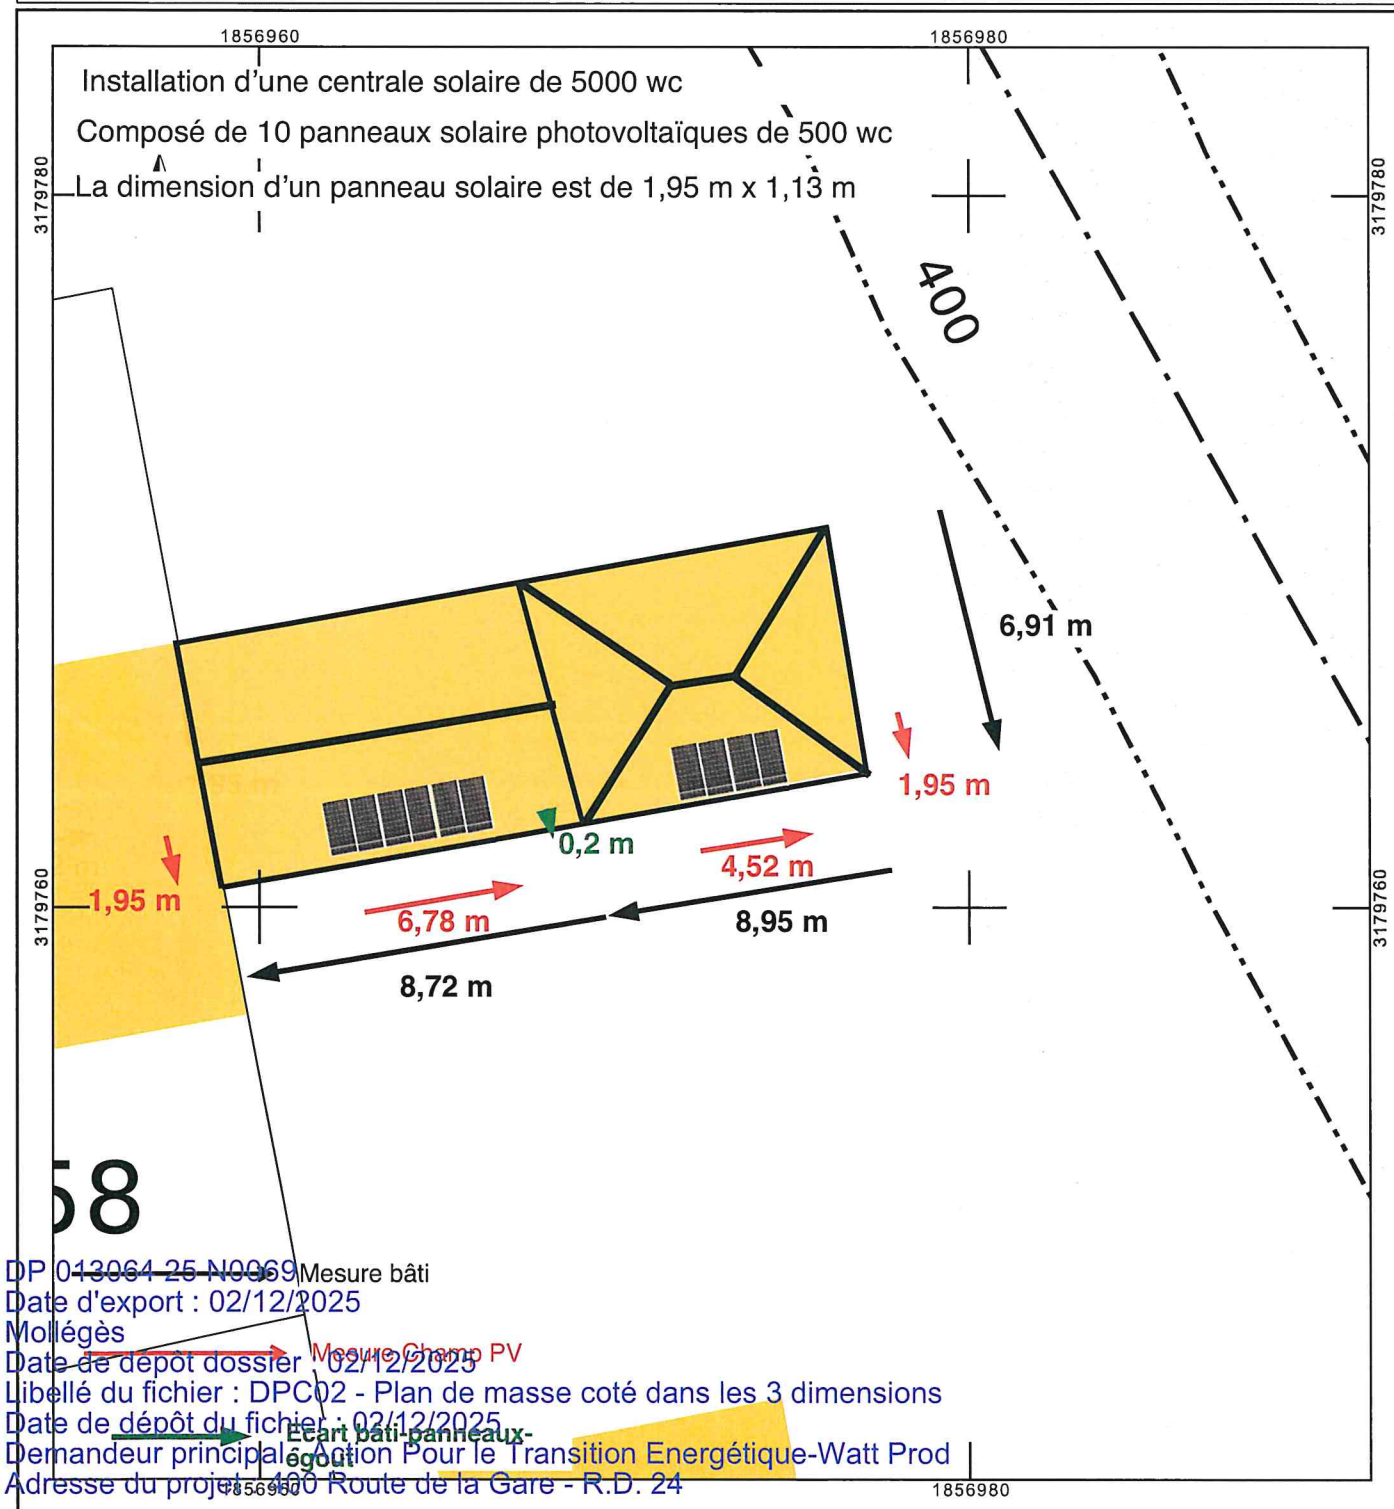 1856960
1856980
Installation d'une centrale solaire de 5000 wc
Composé de 10 panneaux solaire photovoltaïques de 500 wc
La dimension d'un panneau solaire est de 1,95 m x 1,13 m
3179780
3179780
400
6,91 m
1,95 m
0,2 m
4,52 m
1,95 m
6,78 m
8,95 m
8,72 m
3179760
3179760
58
DP 013064 25 N0069
Mesure bâti
Date d'export : 02/12/2025
Mollégès
Mesure Champ PV
Date de dépôt dossier : 02/12/2025
Libellé du fichier : DPC02 - Plan de masse coté dans les 3 dimensions
Date de dépôt du fichier : 02/12/2025
Ecart bâti-panneaux-
égout
Demandeur principal : Action Pour le Transition Energétique-Watt Prod
Adresse du projet : 400 Route de la Gare - R.D. 24
1856960
1856980